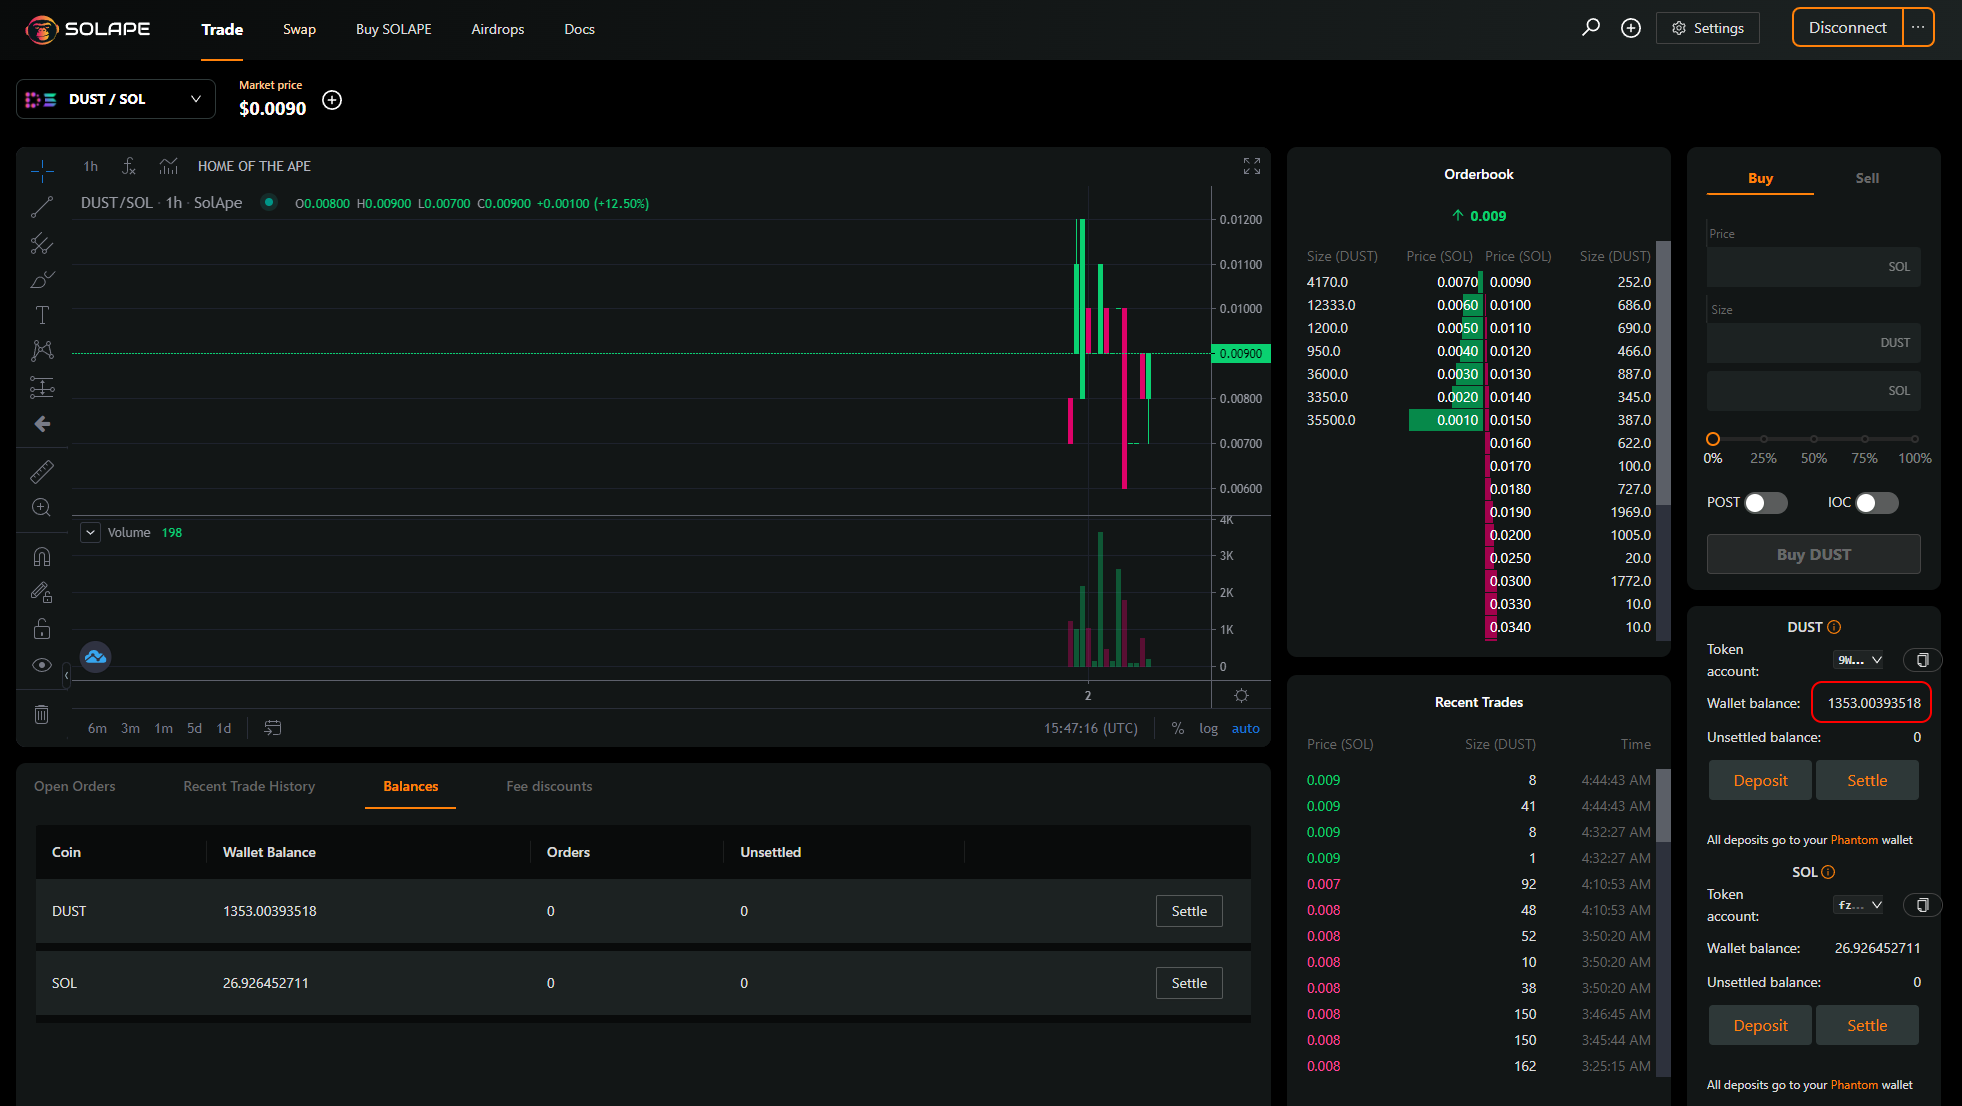 SOLAPE
Trade Swap Buy SOLAPE Airdrops Docs
Settings Disconnect ...
DUST / SOL
Market price
$0.0090
1h HOME OF THE APE
DUST/SOL · 1h · SolApe O0.00800 H0.00900 L0.00700 C0.00900 +0.00100 (+12.50%)
0.01200
0.01100
0.01000
0.00900
0.00800
0.00700
0.00600
Volume 198
4K
3K
2K
1K
0
2
6m 3m 1m 5d 1d
15:47:16 (UTC) % log auto
Open Orders Recent Trade History Balances Fee discounts
Coin Wallet Balance Orders Unsettled
DUST 1353.00393518 0 0 Settle
SOL 26.926452711 0 0 Settle
Orderbook
0.009
Size (DUST) Price (SOL) Price (SOL) Size (DUST)
4170.0 0.0070 0.0090 252.0
12333.0 0.0060 0.0100 686.0
1200.0 0.0050 0.0110 690.0
950.0 0.0040 0.0120 466.0
3600.0 0.0030 0.0130 887.0
3350.0 0.0020 0.0140 345.0
35500.0 0.0010 0.0150 387.0
0.0160 622.0
0.0170 100.0
0.0180 727.0
0.0190 1969.0
0.0200 1005.0
0.0250 20.0
0.0300 1772.0
0.0330 10.0
0.0340 10.0
Recent Trades
Price (SOL) Size (DUST) Time
0.009 8 4:44:43 AM
0.009 41 4:44:43 AM
0.009 8 4:32:27 AM
0.009 1 4:32:27 AM
0.007 92 4:10:53 AM
0.008 48 4:10:53 AM
0.008 52 3:50:20 AM
0.008 10 3:50:20 AM
0.008 38 3:50:20 AM
0.008 150 3:46:45 AM
0.008 150 3:45:44 AM
0.008 162 3:25:15 AM
Buy Sell
Price
SOL
Size
DUST
SOL
0% 25% 50% 75% 100%
POST IOC
Buy DUST
DUST
Token
account:
9W...
Wallet balance: 1353.00393518
Unsettled balance: 0
Deposit Settle
All deposits go to your Phantom wallet
SOL
Token
account:
fz...
Wallet balance: 26.926452711
Unsettled balance: 0
Deposit Settle
All deposits go to your Phantom wallet